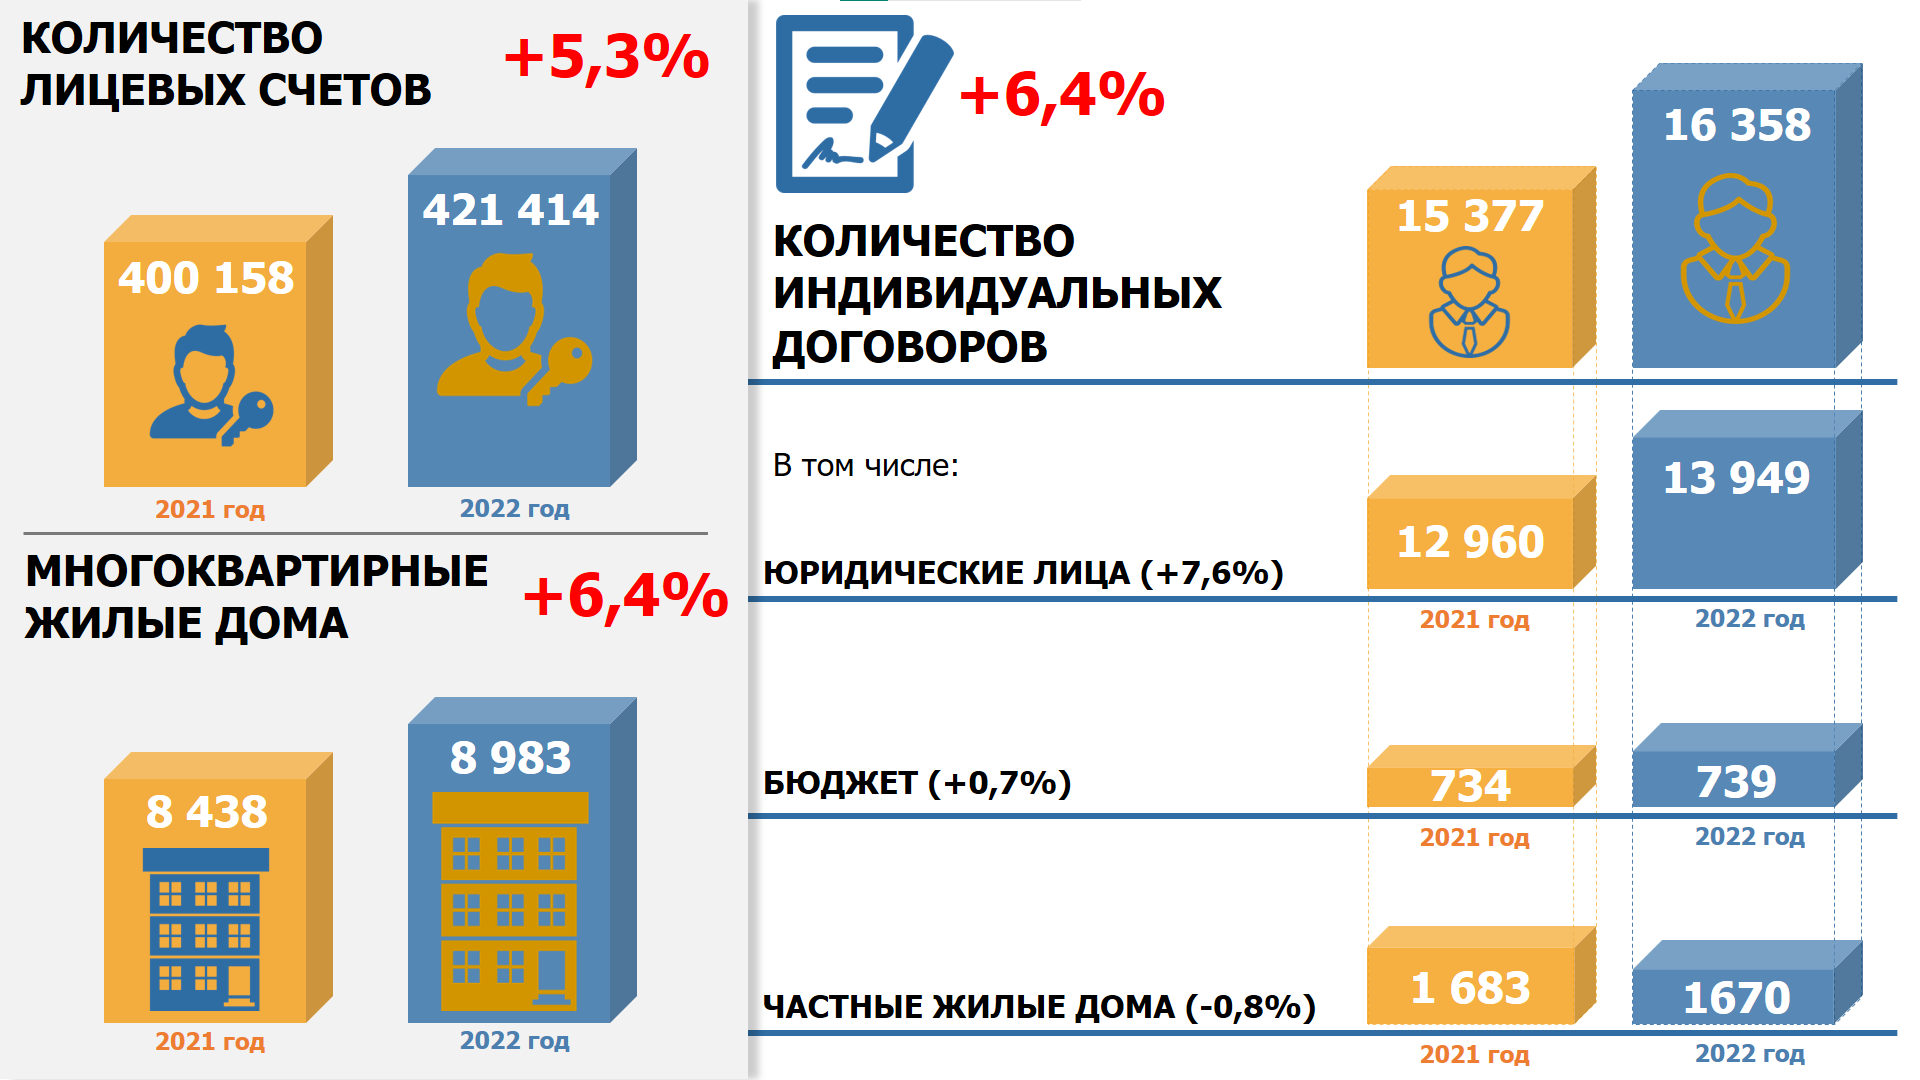 КОЛИЧЕСТВО
ЛИЦЕВЫХ СЧЕТОВ
+5,3%
400 158
421 414
2021 год
2022 год
МНОГОКВАРТИРНЫЕ
ЖИЛЫЕ ДОМА
+6,4%
8 438
8 983
2021 год
2022 год
+6,4%
КОЛИЧЕСТВО
ИНДИВИДУАЛЬНЫХ
ДОГОВОРОВ
15 377
16 358
В том числе:
ЮРИДИЧЕСКИЕ ЛИЦА (+7,6%)
12 960
13 949
2021 год
2022 год
БЮДЖЕТ (+0,7%)
734
739
2021 год
2022 год
ЧАСТНЫЕ ЖИЛЫЕ ДОМА (-0,8%)
1 683
1670
2021 год
2022 год